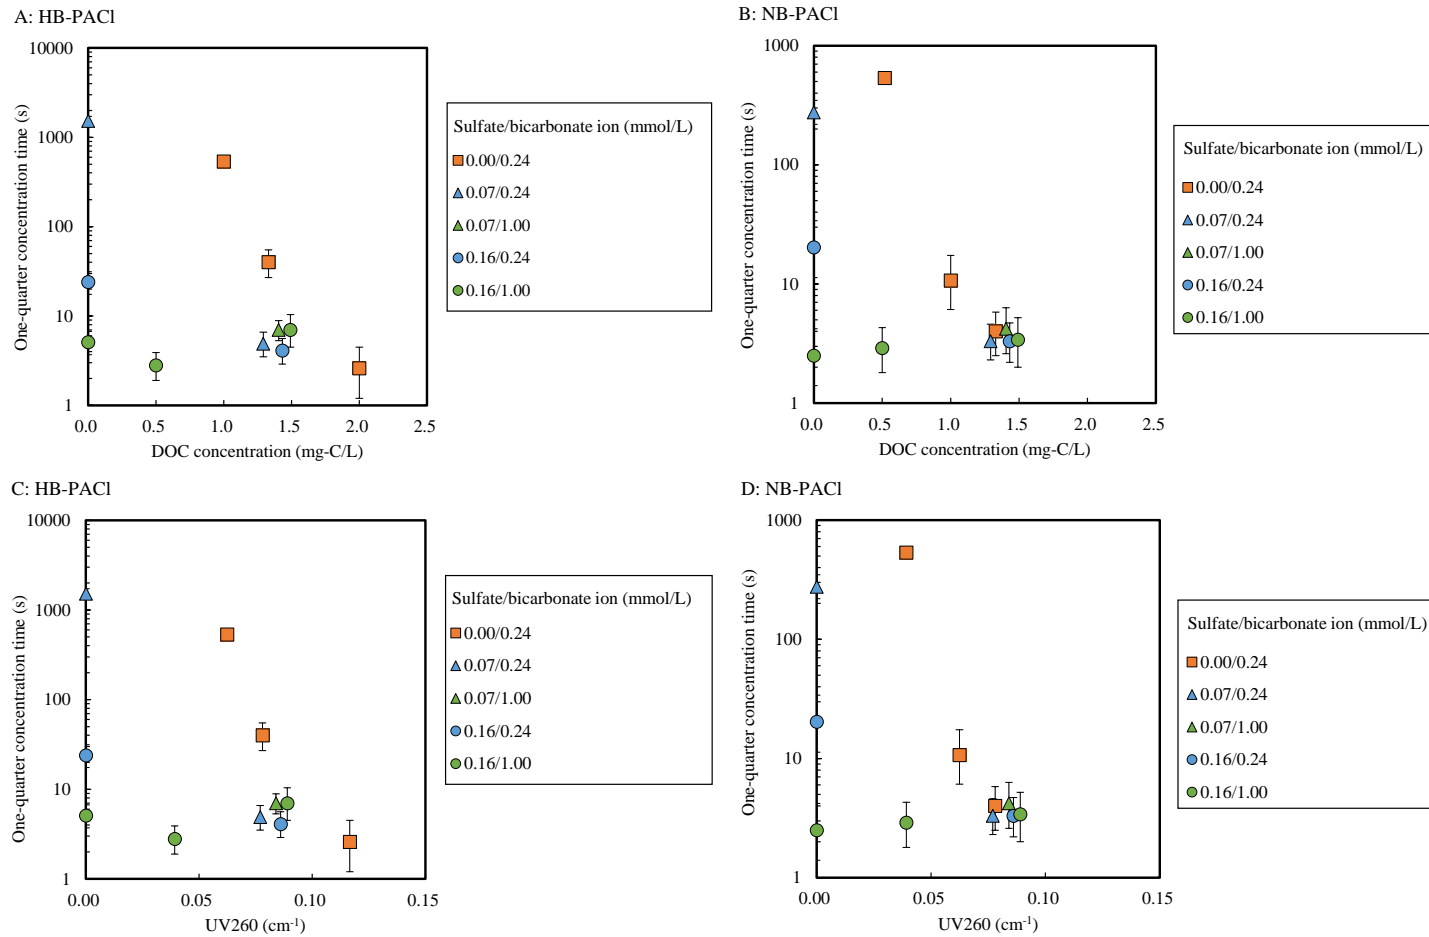 A: HB-PACl
10000
1000
100
10
1
0.0 0.5 1.0 1.5 2.0 2.5
One-quarter concentration time (s)
DOC concentration (mg-C/L)
Sulfate/bicarbonate ion (mmol/L)
0.00/0.24
0.07/0.24
0.07/1.00
0.16/0.24
0.16/1.00
B: NB-PACl
1000
100
10
1
0.0 0.5 1.0 1.5 2.0 2.5
One-quarter concentration time (s)
DOC concentration (mg-C/L)
Sulfate/bicarbonate ion (mmol/L)
0.00/0.24
0.07/0.24
0.07/1.00
0.16/0.24
0.16/1.00
C: HB-PACl
10000
1000
100
10
1
0.00 0.05 0.10 0.15
One-quarter concentration time (s)
UV260 (cm⁻¹)
Sulfate/bicarbonate ion (mmol/L)
0.00/0.24
0.07/0.24
0.07/1.00
0.16/0.24
0.16/1.00
D: NB-PACl
1000
100
10
1
0.00 0.05 0.10 0.15
One-quarter concentration time (s)
UV260 (cm⁻¹)
Sulfate/bicarbonate ion (mmol/L)
0.00/0.24
0.07/0.24
0.07/1.00
0.16/0.24
0.16/1.00